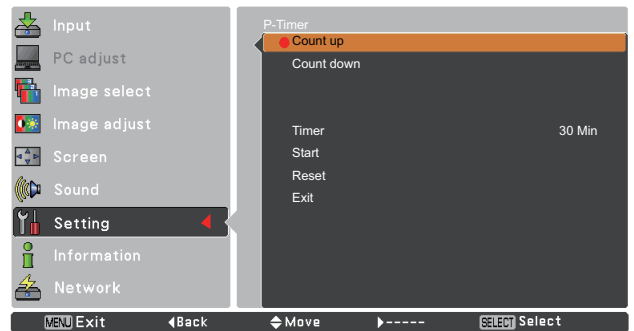 Input
PC adjust
Image select
Image adjust
Screen
Sound
Setting
Information
Network
P-Timer
Count up
Count down
Timer 30 Min
Start
Reset
Exit
MENU Exit Back Move ----- SELECT Select